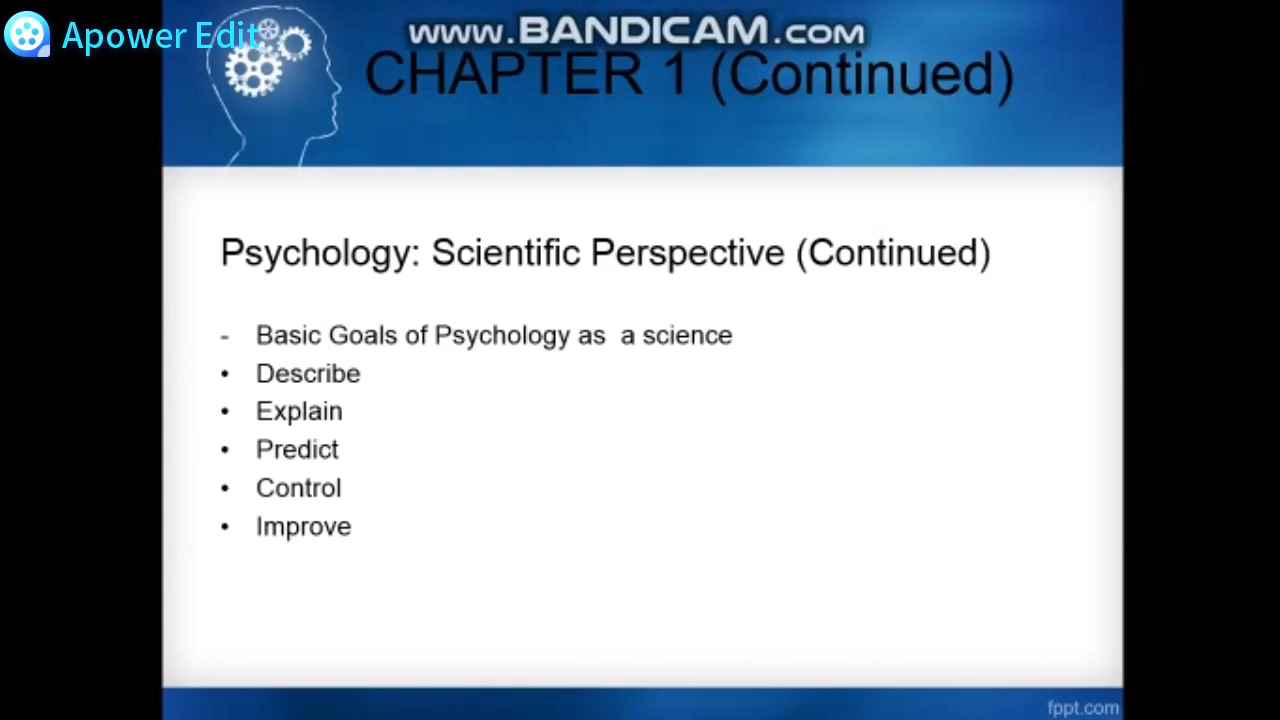 Apower Edit
www.BANDICAM.com
CHAPTER 1 (Continued)
Psychology: Scientific Perspective (Continued)
- Basic Goals of Psychology as  a science
• Describe
• Explain
• Predict
• Control
• Improve
fppt.com